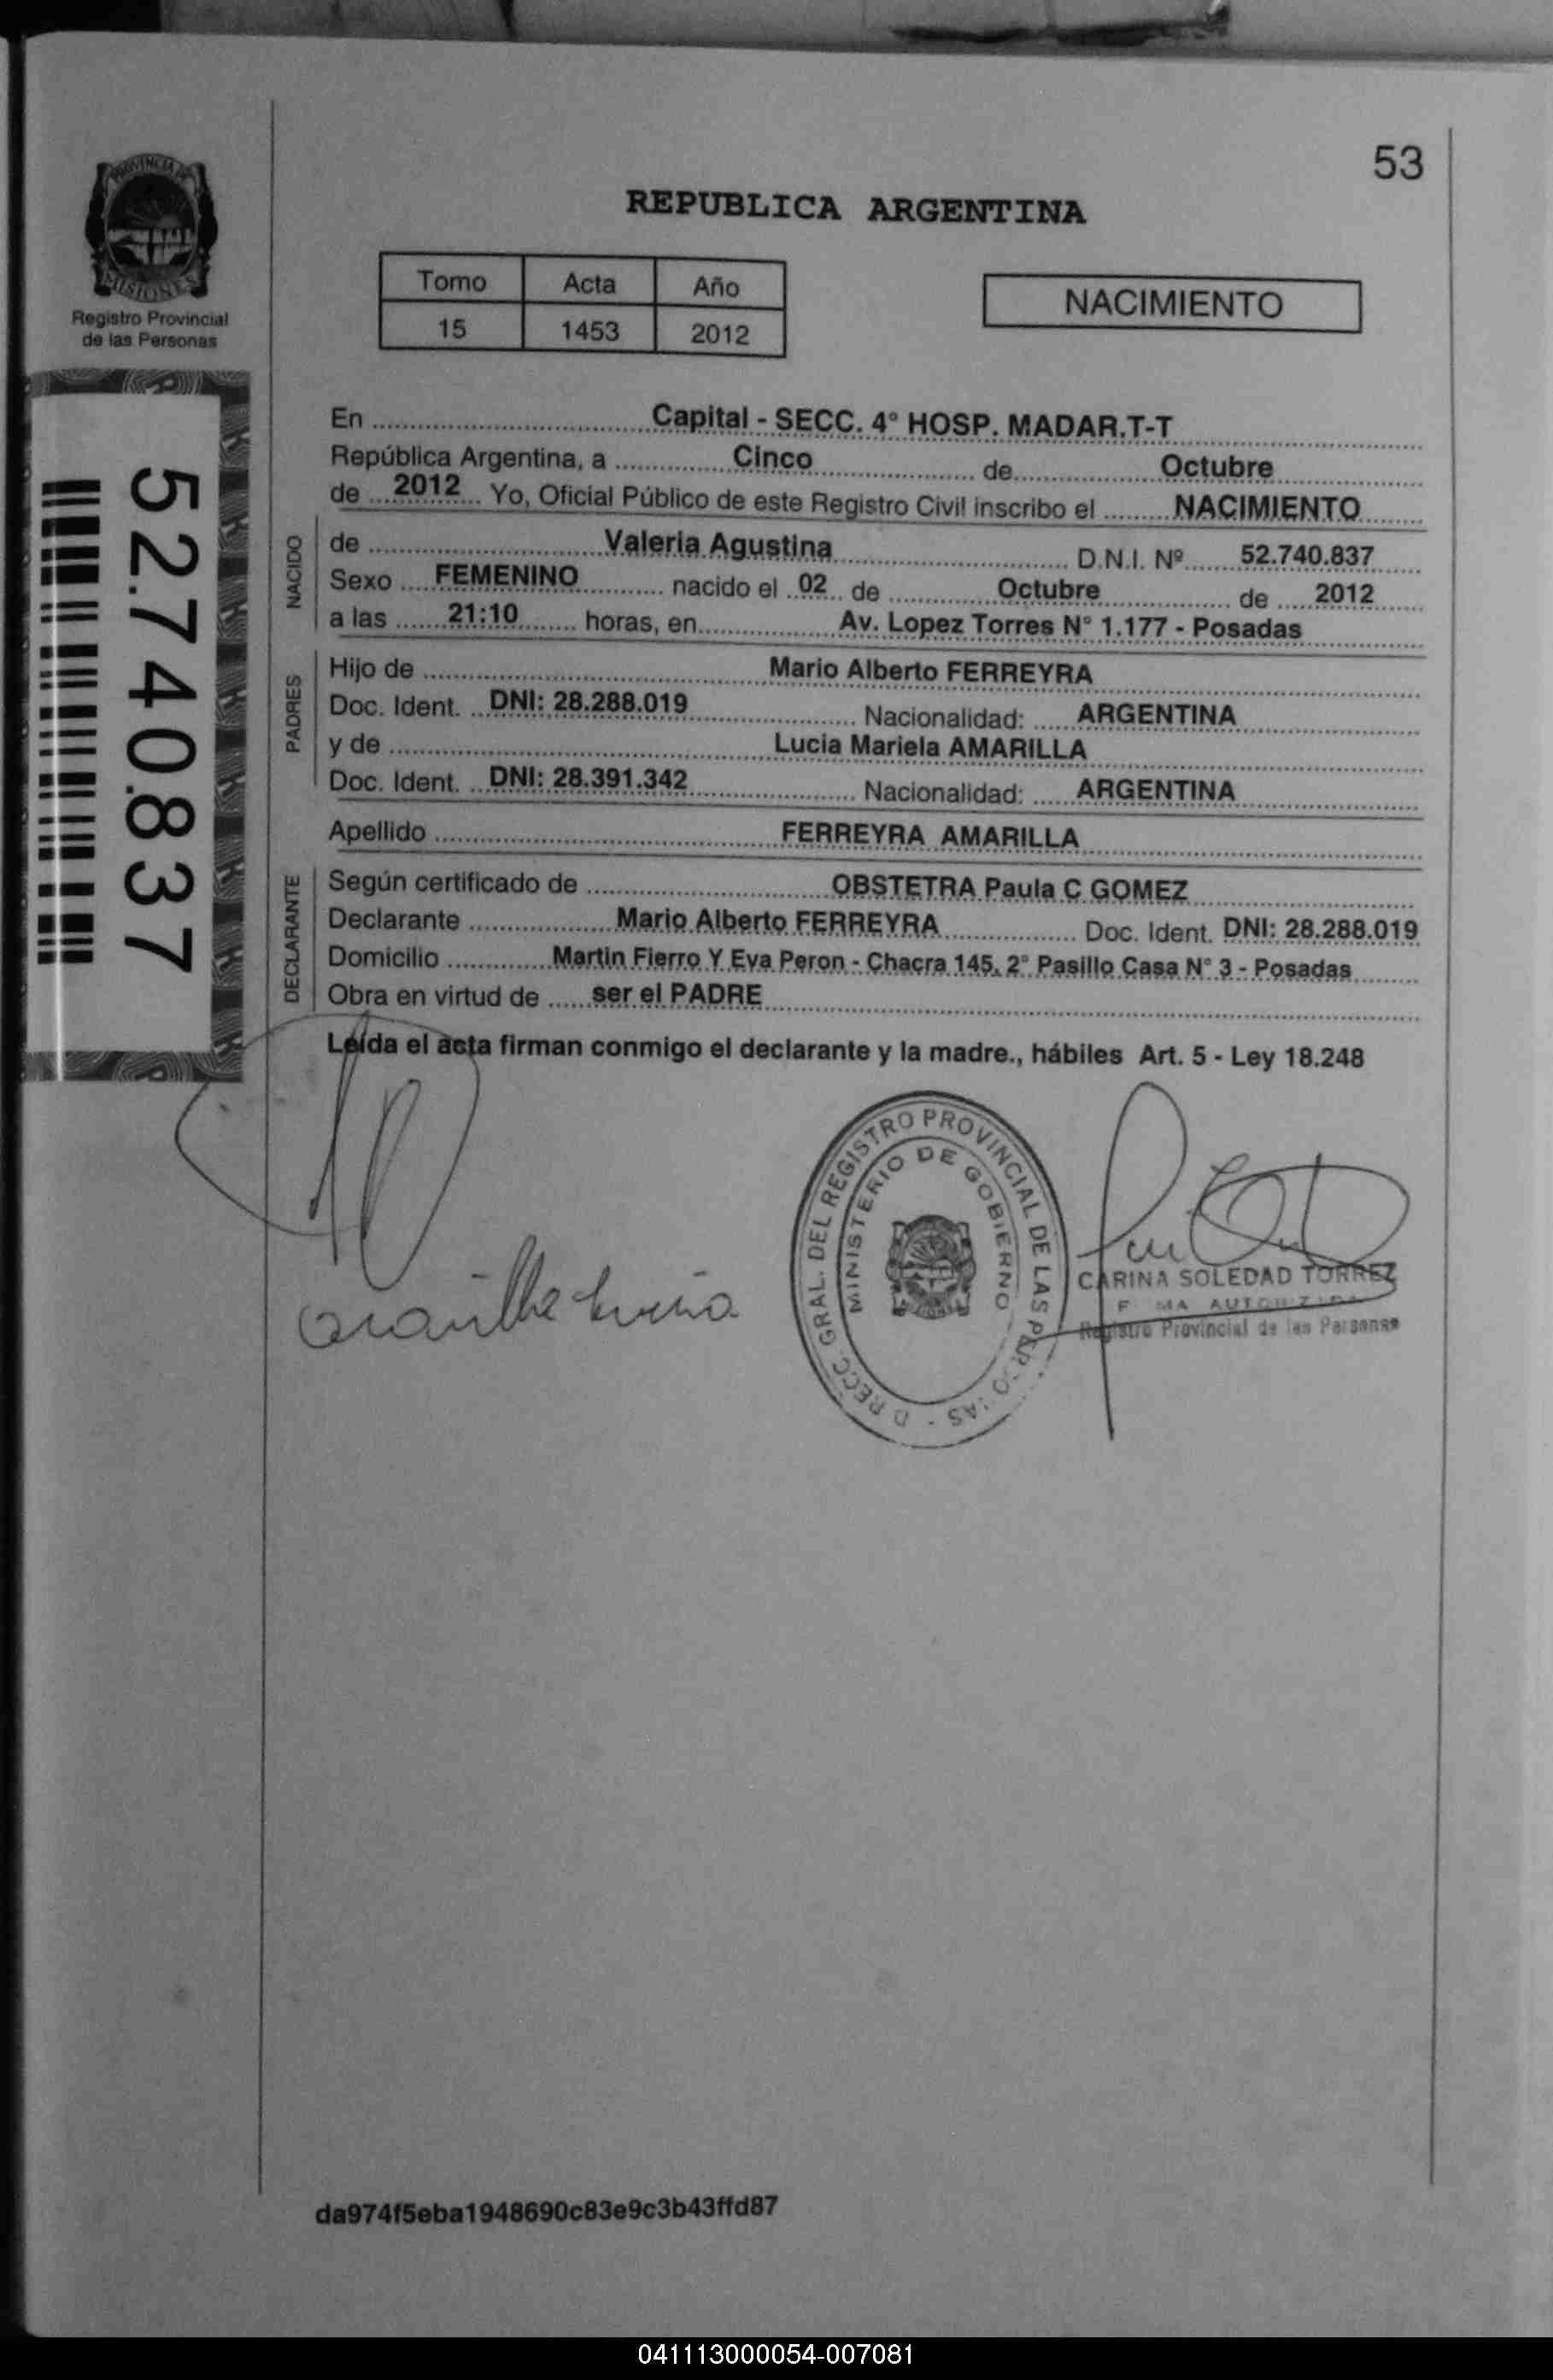 53
REPUBLICA ARGENTINA
PROVINCIA DE MISIONES
Registro Provincial
de las Personas
Tomo Acta Año
15 1453 2012
NACIMIENTO
52.740.837
En Capital - SECC. 4° HOSP. MADAR.T-T
República Argentina, a Cinco de Octubre
de 2012 Yo, Oficial Público de este Registro Civil inscribo el NACIMIENTO
NACIDO
de Valeria Agustina D.N.I. Nº 52.740.837
Sexo FEMENINO nacido el 02 de Octubre de 2012
a las 21:10 horas, en Av. Lopez Torres N° 1.177 - Posadas
PADRES
Hijo de Mario Alberto FERREYRA
Doc. Ident. DNI: 28.288.019 Nacionalidad: ARGENTINA
y de Lucia Mariela AMARILLA
Doc. Ident. DNI: 28.391.342 Nacionalidad: ARGENTINA
Apellido FERREYRA AMARILLA
DECLARANTE
Según certificado de OBSTETRA Paula C GOMEZ
Declarante Mario Alberto FERREYRA Doc. Ident. DNI: 28.288.019
Domicilio Martin Fierro Y Eva Peron - Chacra 145, 2° Pasillo Casa N° 3 - Posadas
Obra en virtud de ser el PADRE
Leída el acta firman conmigo el declarante y la madre., hábiles Art. 5 - Ley 18.248
GRAL. DEL REGISTRO PROVINCIAL DE LAS
MINISTERIO DE GOBIERNO
CARINA SOLEDAD TORREZ
Registro Provincial de las Personas
da974f5eba1948690c83e9c3b43ffd87
041113000054-007081